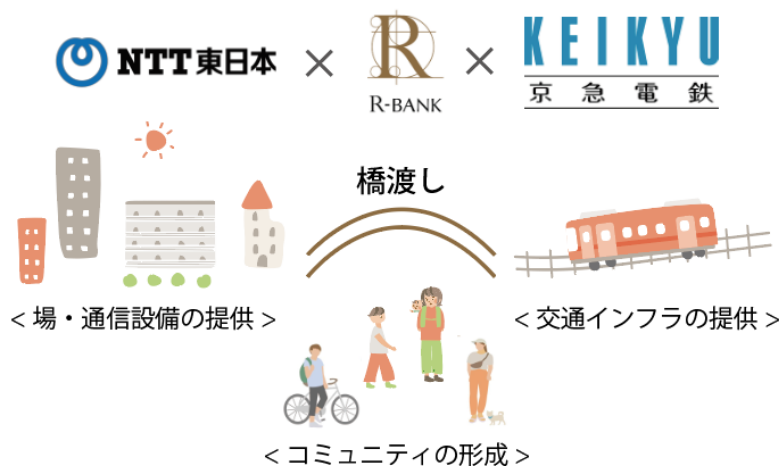 NTT東日本 × R R-BANK × KEIKYU 京急電鉄
橋渡し
< 場・通信設備の提供 >
< 交通インフラの提供 >
< コミュニティの形成 >